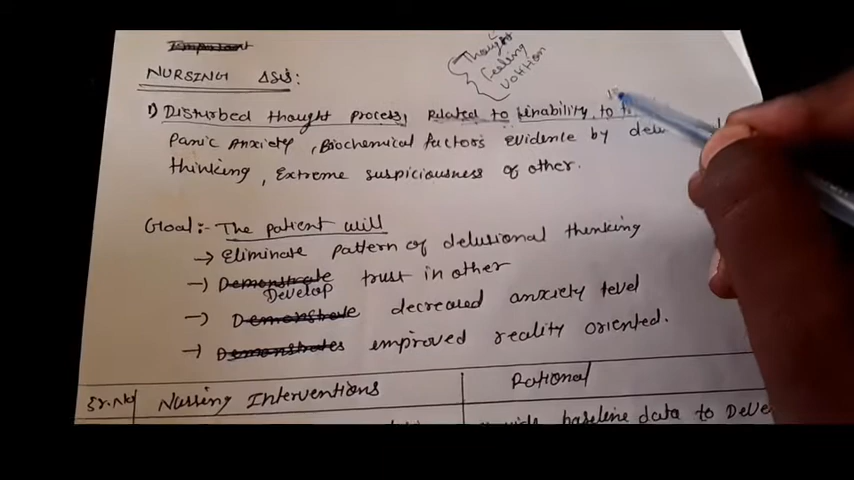 Important
Thought
feeling
Volition
NURSING ASIS:
1) Disturbed thought process, Related to inability to
Panic Anxiety, Biochemical factors evidence by
thinking, Extreme suspiciousness of other.
Goal:- The patient will
→ Eliminate pattern of delusional thinking
→ Demonstrate trust in other
Develop
→ Demonstrate decreased anxiety level
→ Demonstrates improved reality oriented.
Sr.No Nursing Interventions Rational
baseline data to